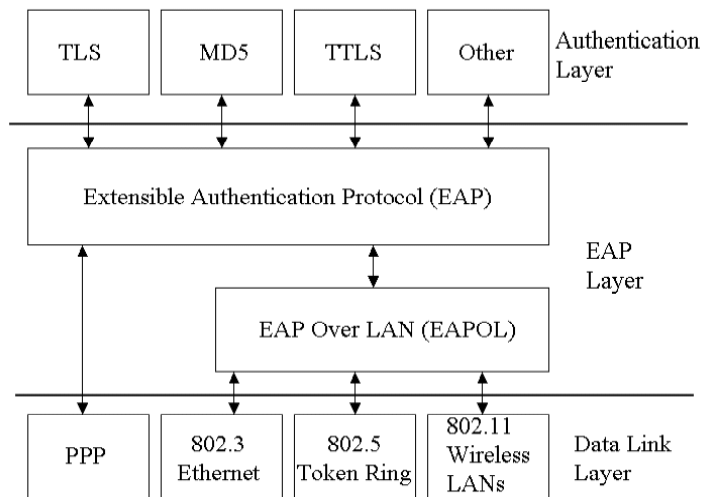 TLS
MD5
TTLS
Other
Authentication
Layer
Extensible Authentication Protocol (EAP)
EAP
Layer
EAP Over LAN (EAPOL)
PPP
802.3
Ethernet
802.5
Token Ring
802.11
Wireless
LANs
Data Link
Layer